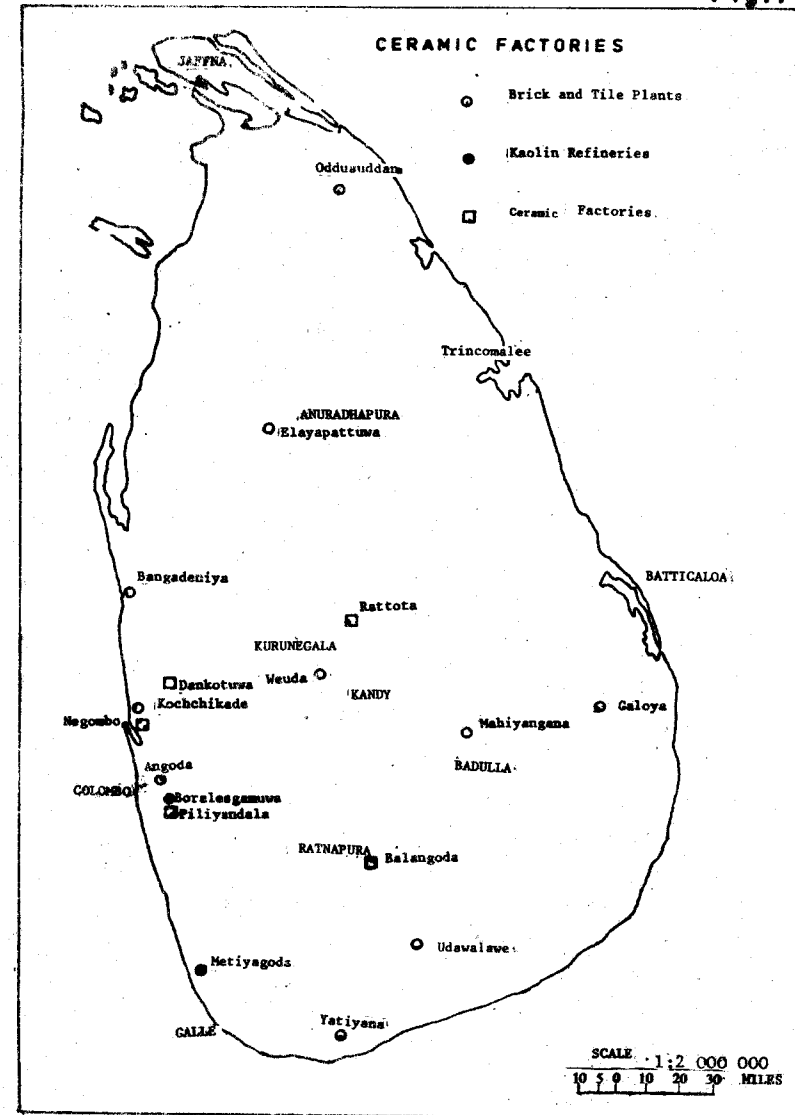 CERAMIC FACTORIES
JAFFNA
Brick and Tile Plants
Kaolin Refineries
Ceramic Factories
Oddusuddan
Trincomalee
ANURADHAPURA
Elayapattuwa
Bangadeniya
BATTICALOA
Rattota
KURUNEGALA
Dankotuwa
Weuda
KANDY
Kochchikade
Galoya
Negombo
Mahiyangana
Angoda
BADULLA
COLOMBO
Boralesgamuwa
Piliyandala
RATNAPURA
Balangoda
Udawalawe
Metiyagoda
Yatiyana
GALLE
SCALE 1:2 000 000
10 5 0 10 20 30 MILES